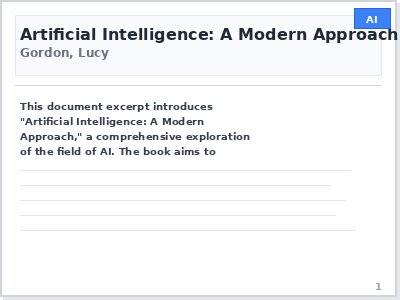 AI
Artificial Intelligence: A Modern Approach
Gordon, Lucy
This document excerpt introduces
"Artificial Intelligence: A Modern
Approach," a comprehensive exploration
of the field of AI. The book aims to
1